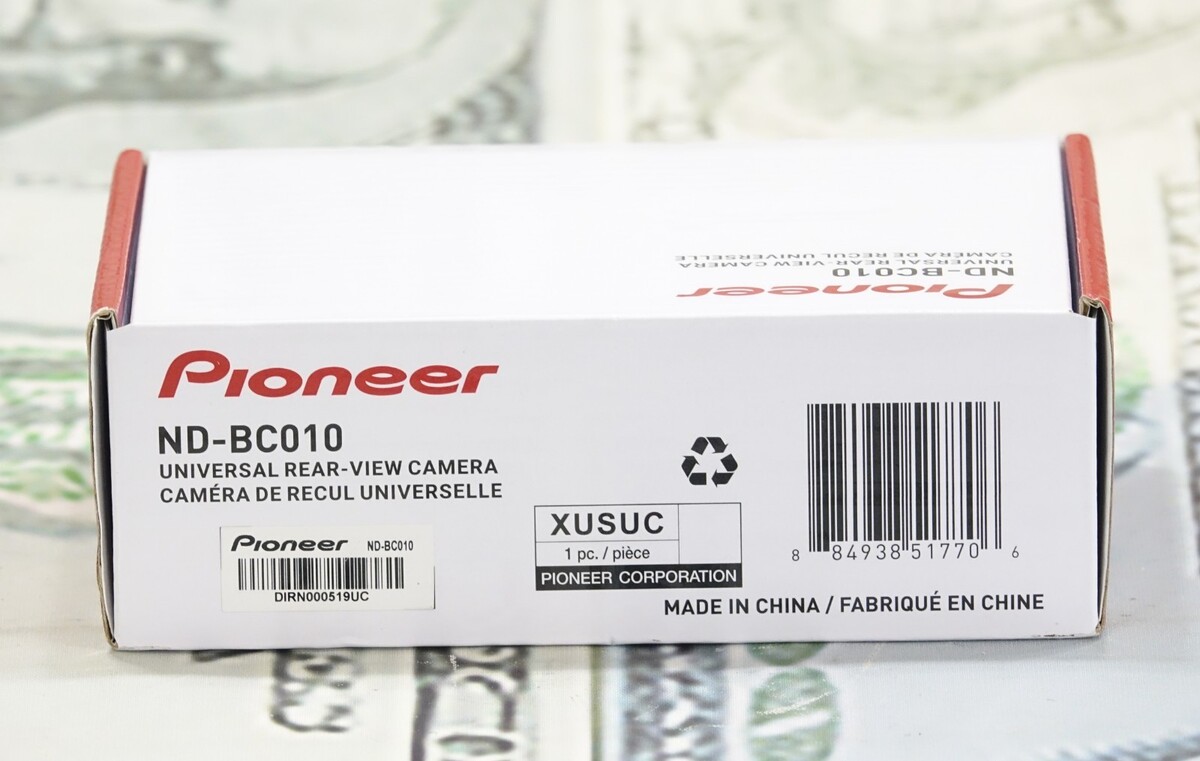 CAMÉRA DE RECUL UNIVERSELLE
UNIVERSAL REAR-VIEW CAMERA
ND-BC010
Pioneer
Pioneer
ND-BC010
UNIVERSAL REAR-VIEW CAMERA
CAMÉRA DE RECUL UNIVERSELLE
Pioneer ND-BC010
DIRN000519UC
XUSUC
1 pc. / pièce
PIONEER CORPORATION
8 84938 51770 6
MADE IN CHINA / FABRIQUÉ EN CHINE